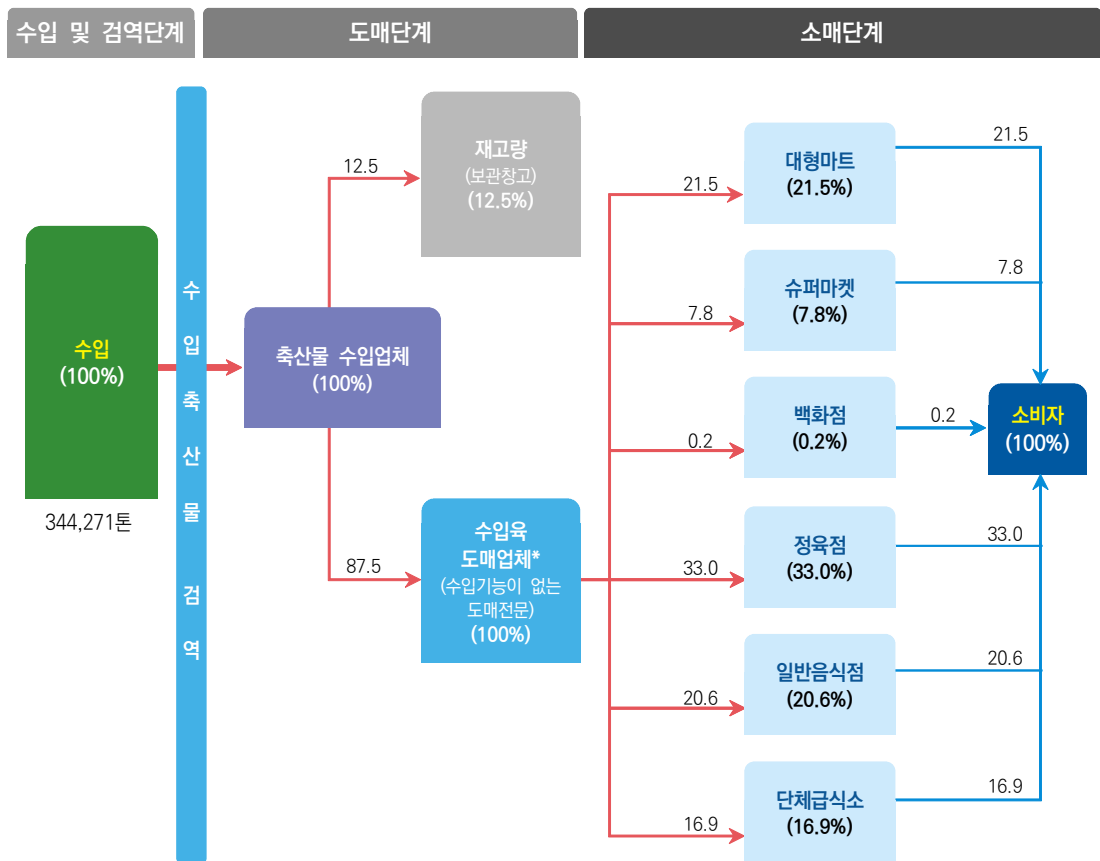 수입 및 검역단계
도매단계
소매단계
수입
(100%)
344,271톤
수
입
축
산
물
검
역
축산물 수입업체
(100%)
12.5
재고량
(보관창고)
(12.5%)
87.5
수입육
도매업체*
(수입기능이 없는
도매전문)
(100%)
21.5
대형마트
(21.5%)
21.5
7.8
슈퍼마켓
(7.8%)
7.8
0.2
백화점
(0.2%)
0.2
33.0
정육점
(33.0%)
33.0
20.6
일반음식점
(20.6%)
20.6
16.9
단체급식소
(16.9%)
16.9
소비자
(100%)